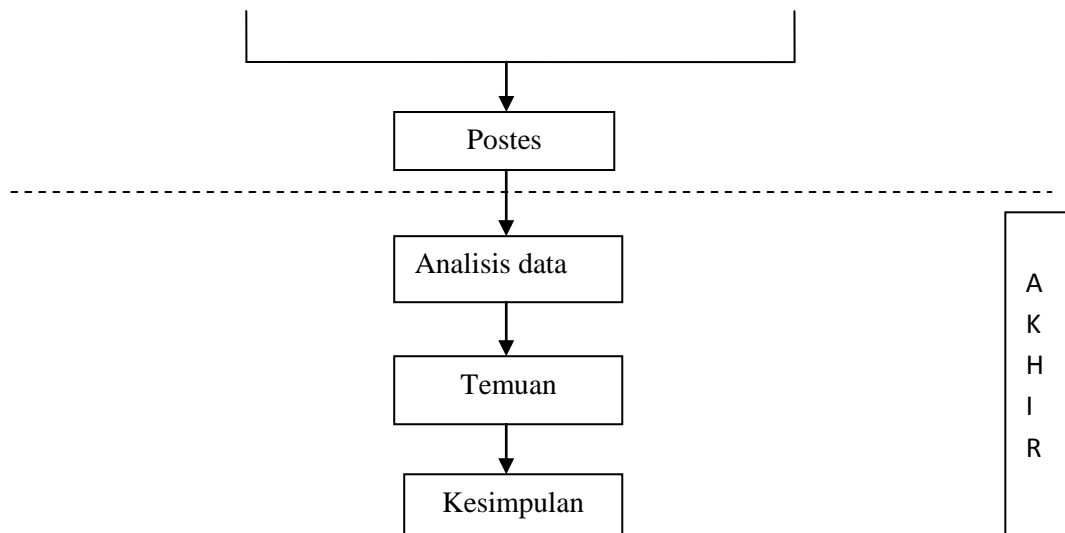 Postes
Analisis data
Temuan
Kesimpulan
A
K
H
I
R